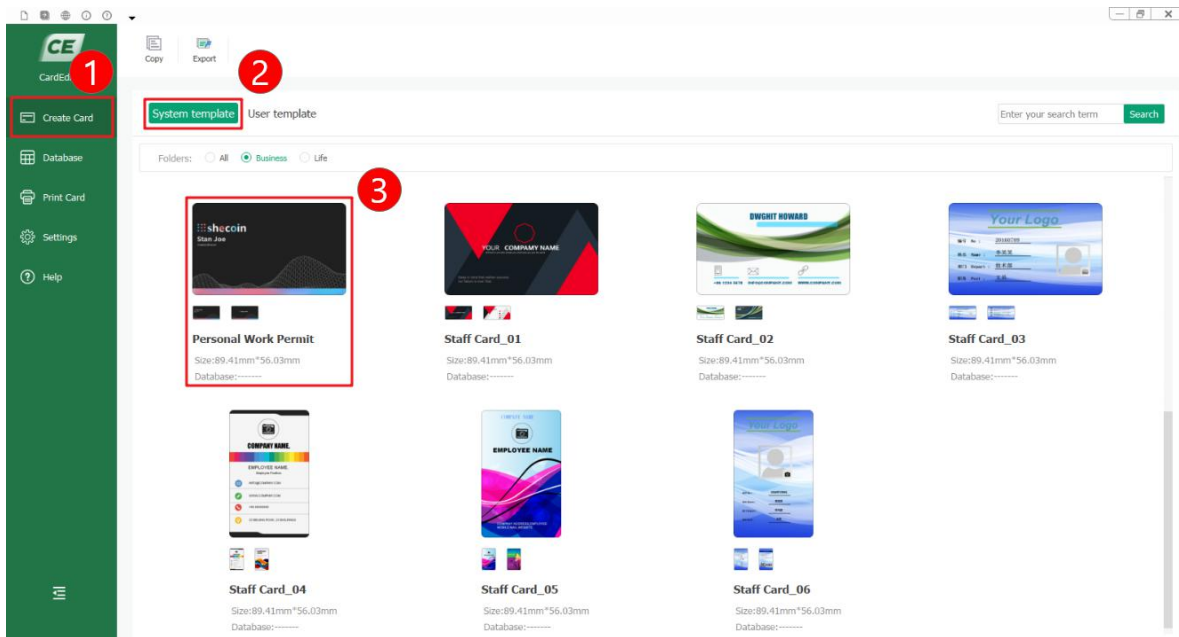 CE
CardEd
1
Copy
Export
2
Create Card
System template
User template
Enter your search term
Search
Database
Folders:
All
Business
Life
Print Card
3
Settings
Help
shecoin
Stan Joe
YOUR COMPAMY NAME
DWGHIT HOWARD
Your Logo
Personal Work Permit
Size:89.41mm*56.03mm
Database:-------
Staff Card_01
Size:89.41mm*56.03mm
Database:-------
Staff Card_02
Size:89.41mm*56.03mm
Database:-------
Staff Card_03
Size:89.41mm*56.03mm
Database:-------
COMPANY NAME.
EMPLOYEE NAME.
EMPLOYEE NAME
Your Logo
Staff Card_04
Size:89.41mm*56.03mm
Database:-------
Staff Card_05
Size:89.41mm*56.03mm
Database:-------
Staff Card_06
Size:89.41mm*56.03mm
Database:-------